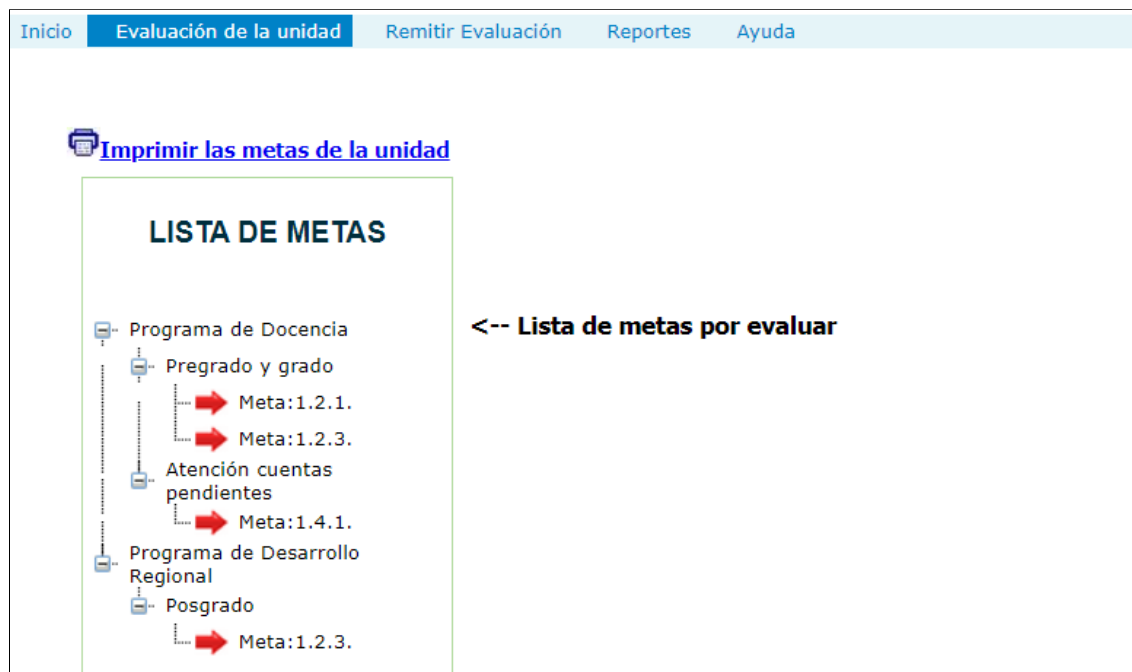 Inicio Evaluación de la unidad Remitir Evaluación Reportes Ayuda
Imprimir las metas de la unidad
LISTA DE METAS
Programa de Docencia
<-- Lista de metas por evaluar
Pregrado y grado
Meta:1.2.1.
Meta:1.2.3.
Atención cuentas
pendientes
Meta:1.4.1.
Programa de Desarrollo
Regional
Posgrado
Meta:1.2.3.